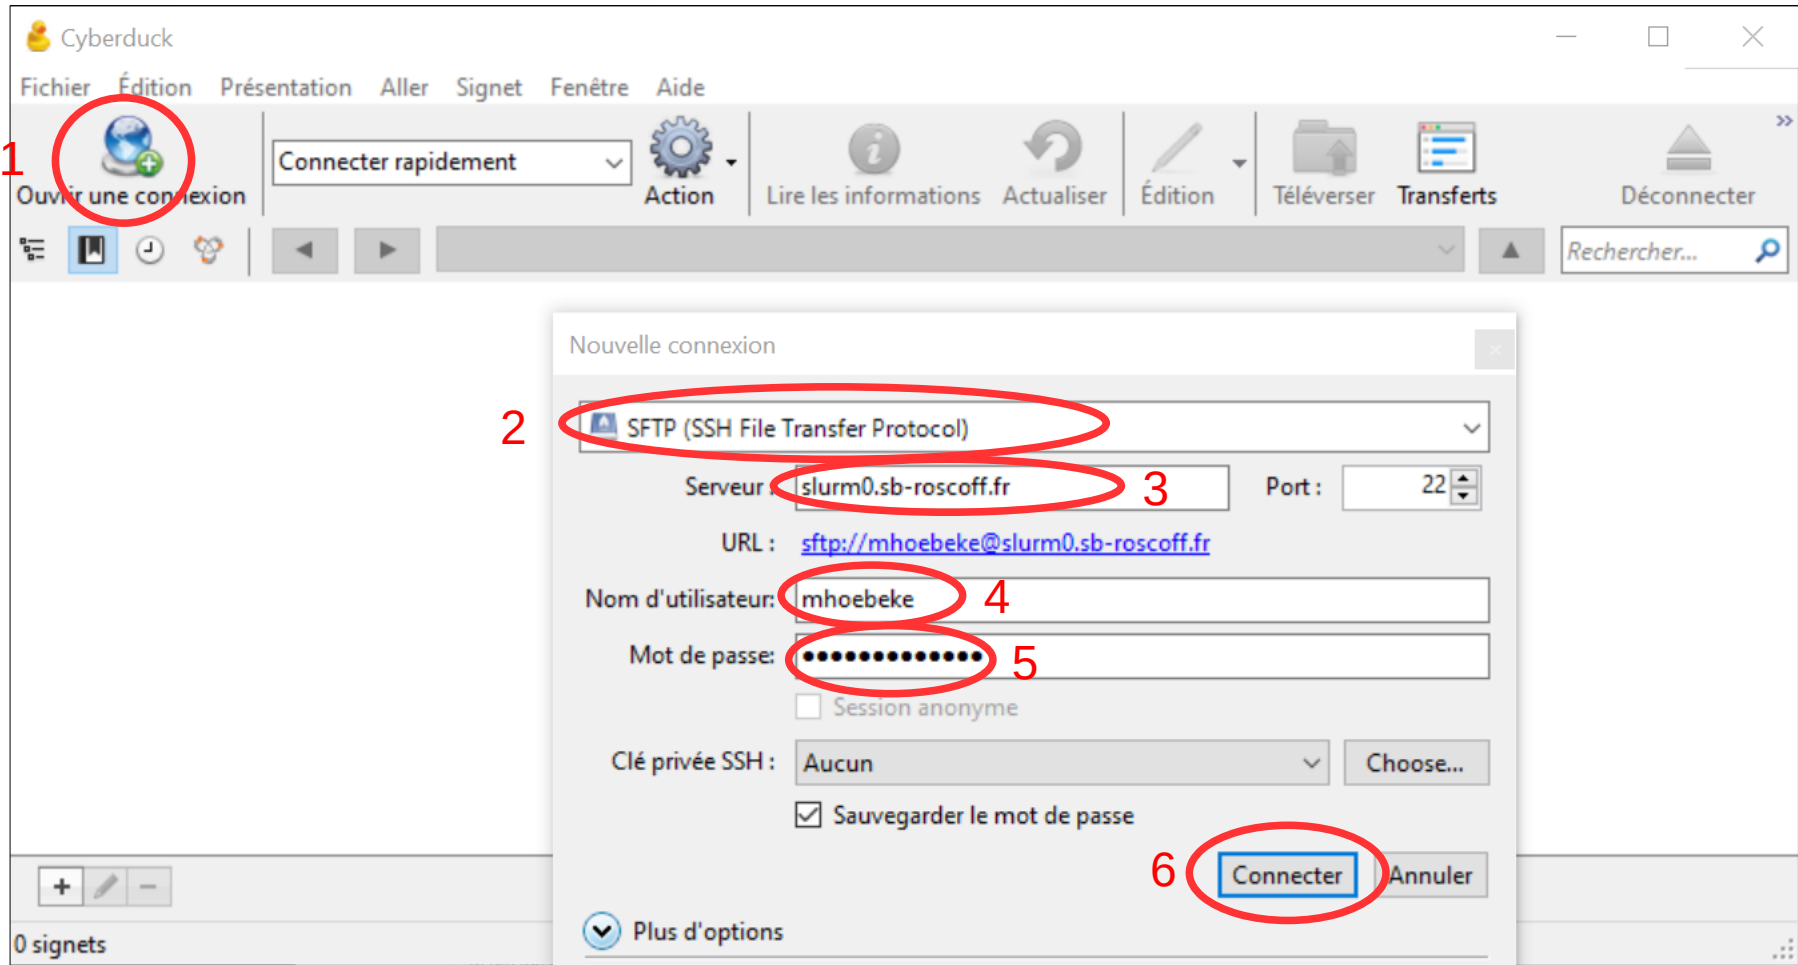 Cyberduck
Fichier Édition Présentation Aller Signet Fenêtre Aide
1
Connecter rapidement
Ouvrir une connexion
Action
Lire les informations
Actualiser
Édition
Téléverser
Transferts
Déconnecter
Rechercher...
Nouvelle connexion
2
SFTP (SSH File Transfer Protocol)
Serveur : slurm0.sb-roscoff.fr 3 Port : 22
URL : sftp://mhoebeke@slurm0.sb-roscoff.fr
Nom d'utilisateur: mhoebeke 4
Mot de passe: ••••••••••••• 5
Session anonyme
Clé privée SSH : Aucun Choose...
Sauvegarder le mot de passe
6 Connecter Annuler
Plus d'options
0 signets